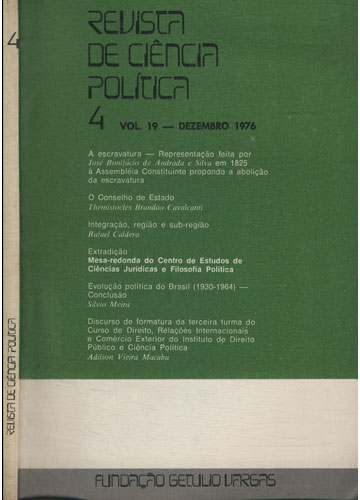 4
REVISTA DE CIÊNCIA POLÍTICA
REVISTA
DE CIÊNCIA
POLÍTICA
4 VOL. 19 — DEZEMBRO 1976
A escravatura — Representação feita por
José Bonifácio de Andrada e Silva em 1825
à Assembléia Constituinte propondo a abolição
da escravatura
O Conselho de Estado
Themístocles Brandão Cavalcanti
Integração, região e sub-região
Rafael Caldera
Extradição
Mesa-redonda do Centro de Estudos de
Ciências Jurídicas e Filosofia Política
Evolução política do Brasil (1930-1964) —
Conclusão
Sílvio Meira
Discurso de formatura da terceira turma do
Curso de Direito, Relações Internacionais
e Comércio Exterior do Instituto de Direito
Público e Ciência Política
Adilson Vieira Macabu
FUNDAÇÃO GETULIO VARGAS